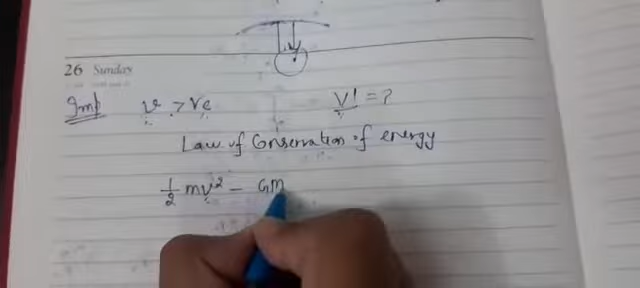 26 Sunday
Imp v > ve v' = ?
Law of Conservation of energy
1/2 mv² - GM